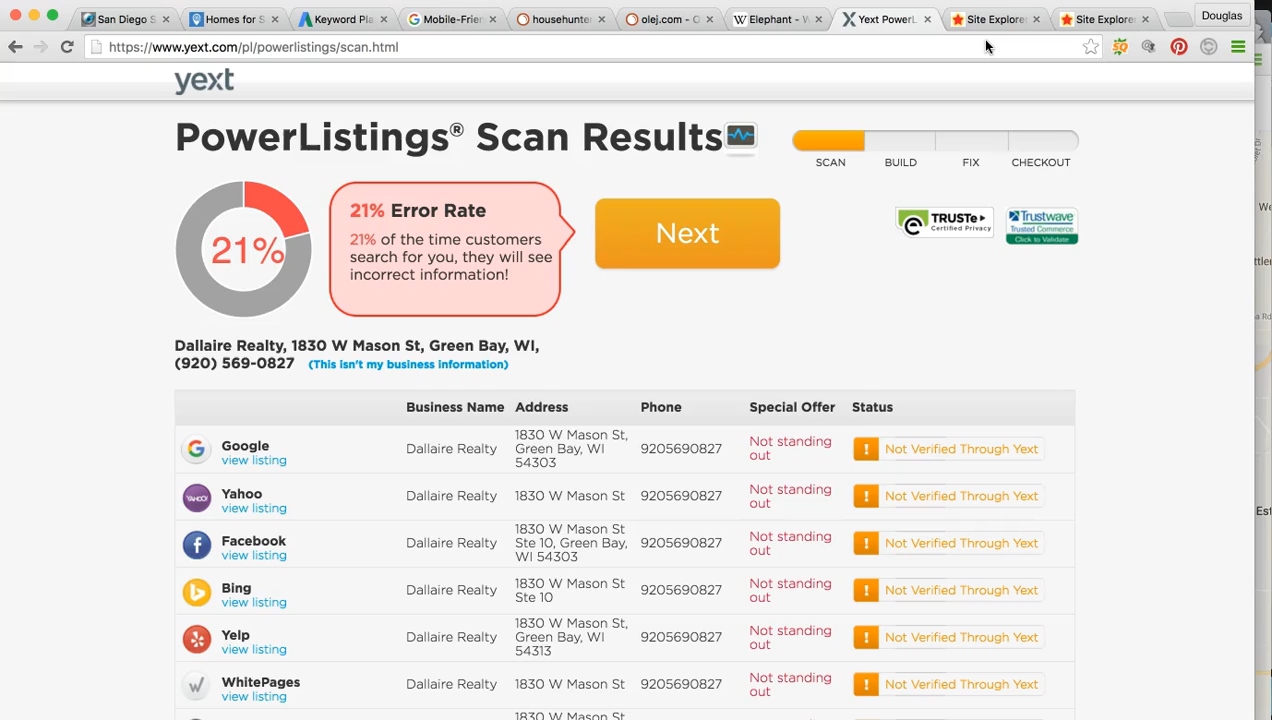 San Diego S
Homes for S
Keyword Pla
Mobile-Frien
househunte
olej.com - G
Elephant - W
Yext PowerL
Site Explore
Site Explore
Douglas
https://www.yext.com/pl/powerlistings/scan.html
yext
PowerListings® Scan Results
SCAN BUILD FIX CHECKOUT
21%
21% Error Rate
21% of the time customers
search for you, they will see
incorrect information!
Next
TRUSTe
Certified Privacy
Trustwave
Trusted Commerce
Click to Validate
Dallaire Realty, 1830 W Mason St, Green Bay, WI,
(920) 569-0827 (This isn't my business information)
Business Name Address Phone Special Offer Status
Google
view listing
Dallaire Realty
1830 W Mason St,
Green Bay, WI
54303
9205690827
Not standing
out
! Not Verified Through Yext
YAHOO!
Yahoo
view listing
Dallaire Realty
1830 W Mason St
9205690827
Not standing
out
! Not Verified Through Yext
Facebook
view listing
Dallaire Realty
1830 W Mason St
Ste 10, Green Bay,
WI 54303
9205690827
Not standing
out
! Not Verified Through Yext
Bing
view listing
Dallaire Realty
1830 W Mason St
Ste 10
9205690827
Not standing
out
! Not Verified Through Yext
Yelp
view listing
Dallaire Realty
1830 W Mason St,
Green Bay, WI
54313
9205690827
Not standing
out
! Not Verified Through Yext
WhitePages
view listing
Dallaire Realty
1830 W Mason St
9205690827
Not standing
out
! Not Verified Through Yext